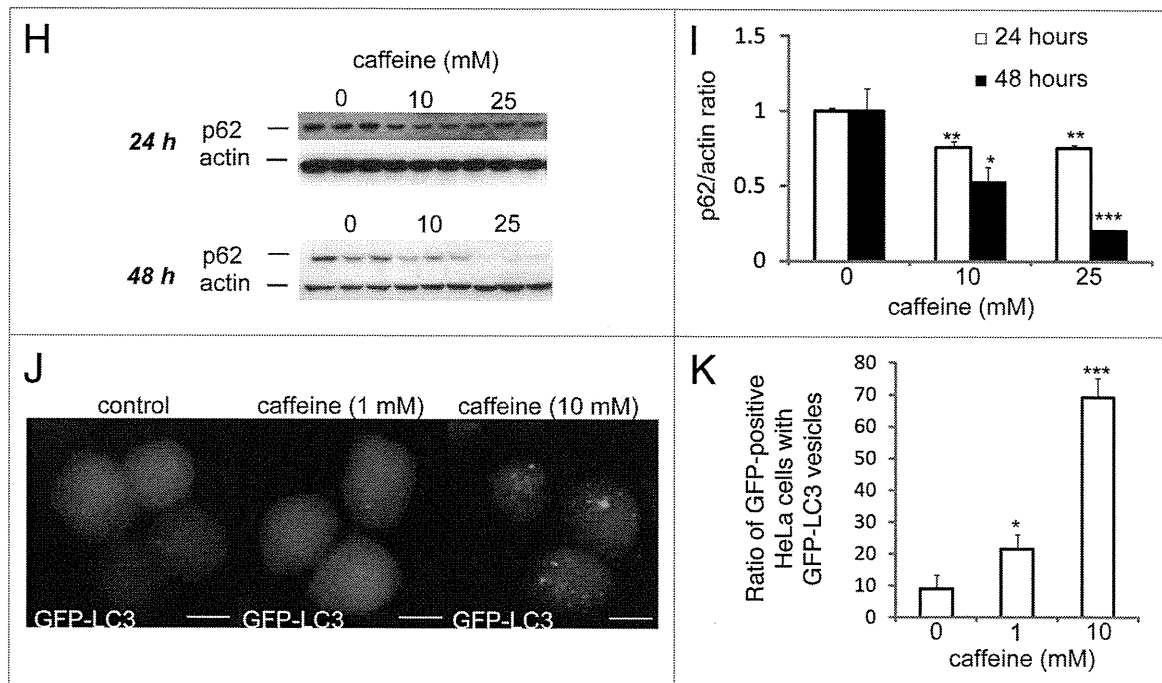 H
caffeine (mM)
0 10 25
24 h
p62
actin
0 10 25
48 h
p62
actin
I
1.5
1
0.5
0
p62/actin ratio
24 hours
48 hours
** ** * ***
0 10 25
caffeine (mM)
J
control caffeine (1 mM) caffeine (10 mM)
GFP-LC3 GFP-LC3 GFP-LC3
K
Ratio of GFP-positive
HeLa cells with
GFP-LC3 vesicles
80
70
60
50
40
30
20
10
0
***
*
0 1 10
caffeine (mM)